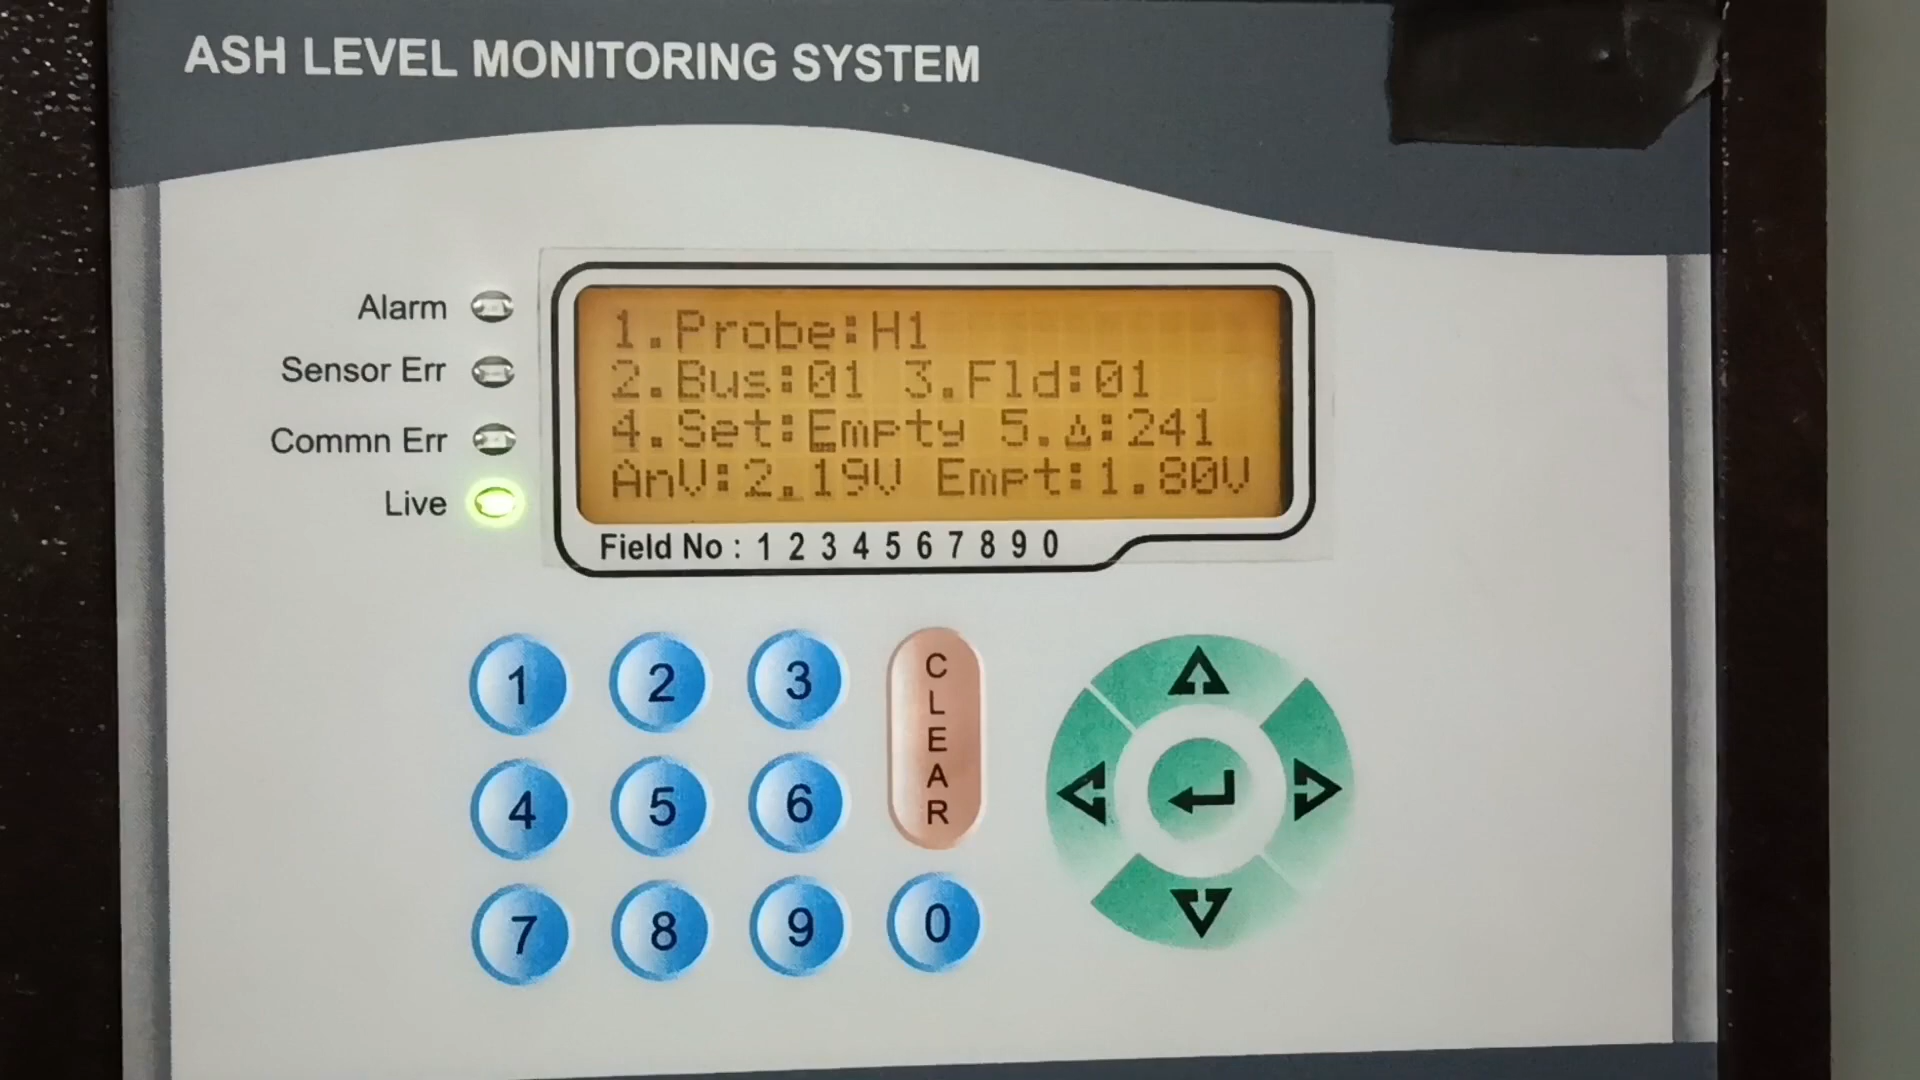 ASH LEVEL MONITORING SYSTEM
Alarm
Sensor Err
Commn Err
Live
1.Probe:H1
2.Bus:01 3.Fld:01
4.Set:Empty 5.Δ:241
AnV:2.19V Empt:1.80V
Field No : 1 2 3 4 5 6 7 8 9 0
1 2 3
4 5 6
7 8 9 0
CLEAR